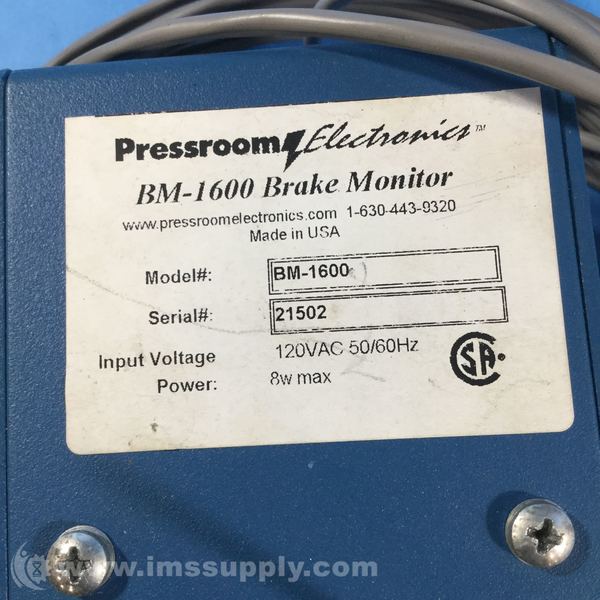 Pressroom Electronics™
BM-1600 Brake Monitor
www.pressroomelectronics.com 1-630-443-9320
Made in USA
Model#: BM-1600
Serial#: 21502
Input Voltage 120VAC 50/60Hz
Power: 8w max
SA
www.imssupply.com